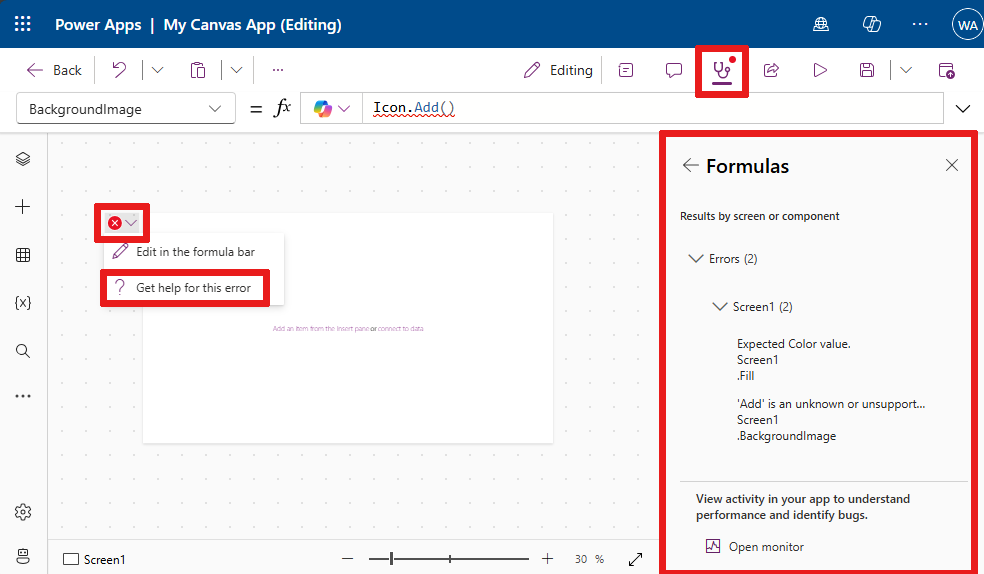 Power Apps | My Canvas App (Editing)
WA
Back
Editing
BackgroundImage
= fx
Icon.Add()
Edit in the formula bar
Get help for this error
Add an item from the Insert pane or connect to data
Formulas
Results by screen or component
Errors (2)
Screen1 (2)
Expected Color value.
Screen1
.Fill
'Add' is an unknown or unsupport...
Screen1
.BackgroundImage
View activity in your app to understand
performance and identify bugs.
Open monitor
{x}
Screen1
30 %